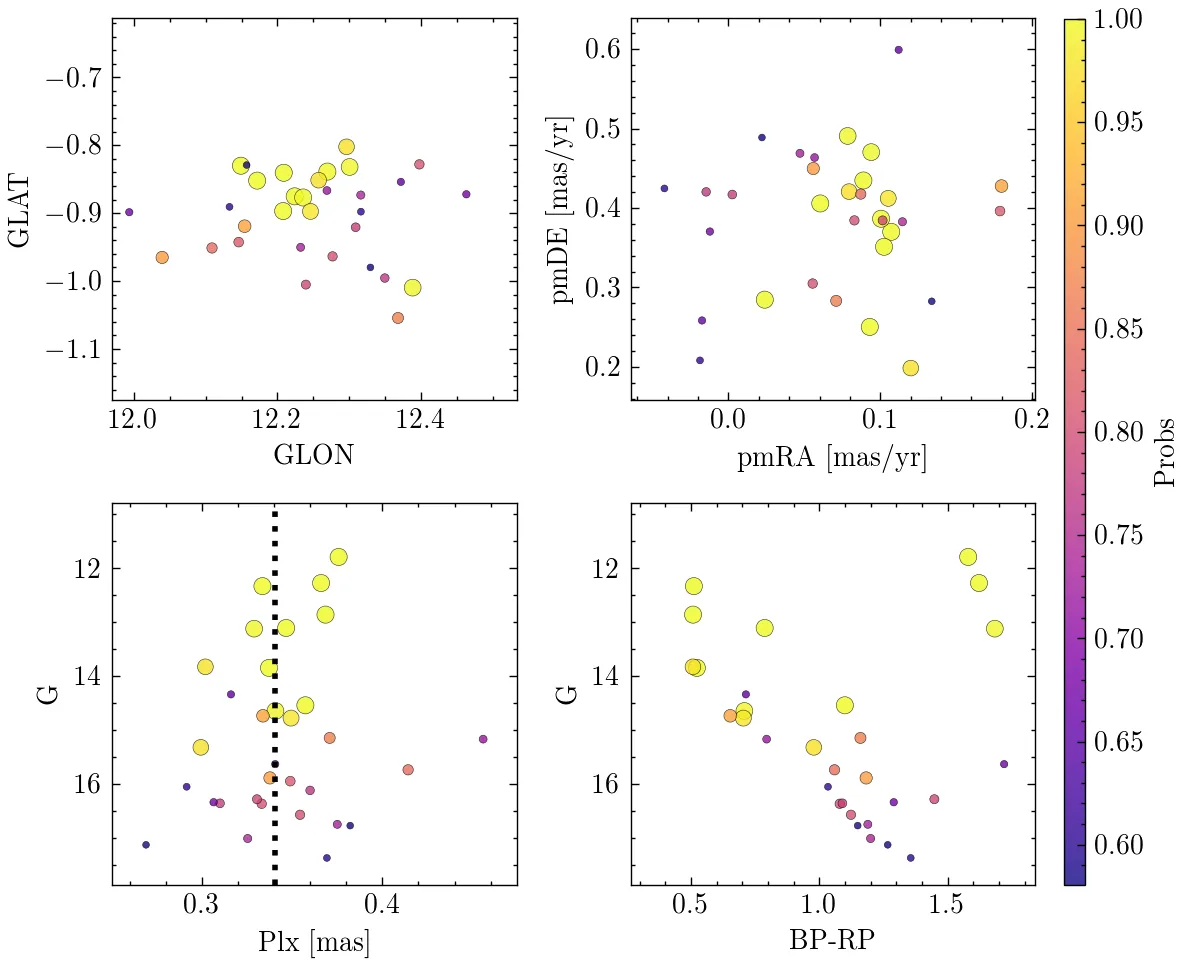 GLAT
−0.7
−0.8
−0.9
−1.0
−1.1
12.0 12.2 12.4
GLON
pmDE [mas/yr]
0.6
0.5
0.4
0.3
0.2
0.0 0.1 0.2
pmRA [mas/yr]
G
12
14
16
0.3 0.4
Plx [mas]
G
12
14
16
0.5 1.0 1.5
BP-RP
1.00
0.95
0.90
0.85
0.80
0.75
0.70
0.65
0.60
Probs